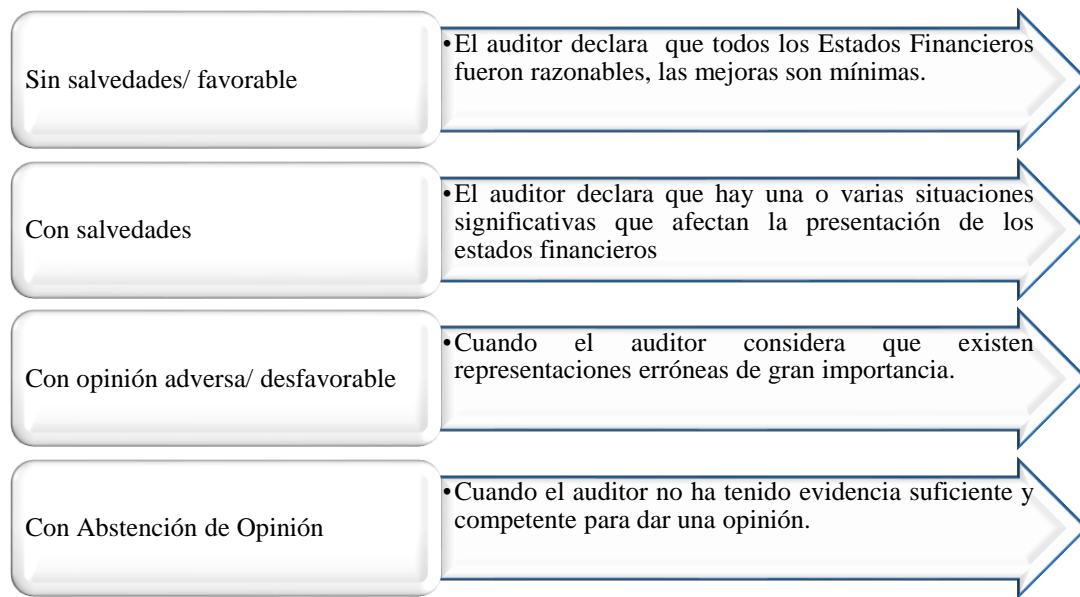 Sin salvedades/ favorable
•El auditor declara que todos los Estados Financieros
fueron razonables, las mejoras son mínimas.
Con salvedades
•El auditor declara que hay una o varias situaciones
significativas que afectan la presentación de los
estados financieros
Con opinión adversa/ desfavorable
•Cuando el auditor considera que existen
representaciones erróneas de gran importancia.
Con Abstención de Opinión
•Cuando el auditor no ha tenido evidencia suficiente y
competente para dar una opinión.